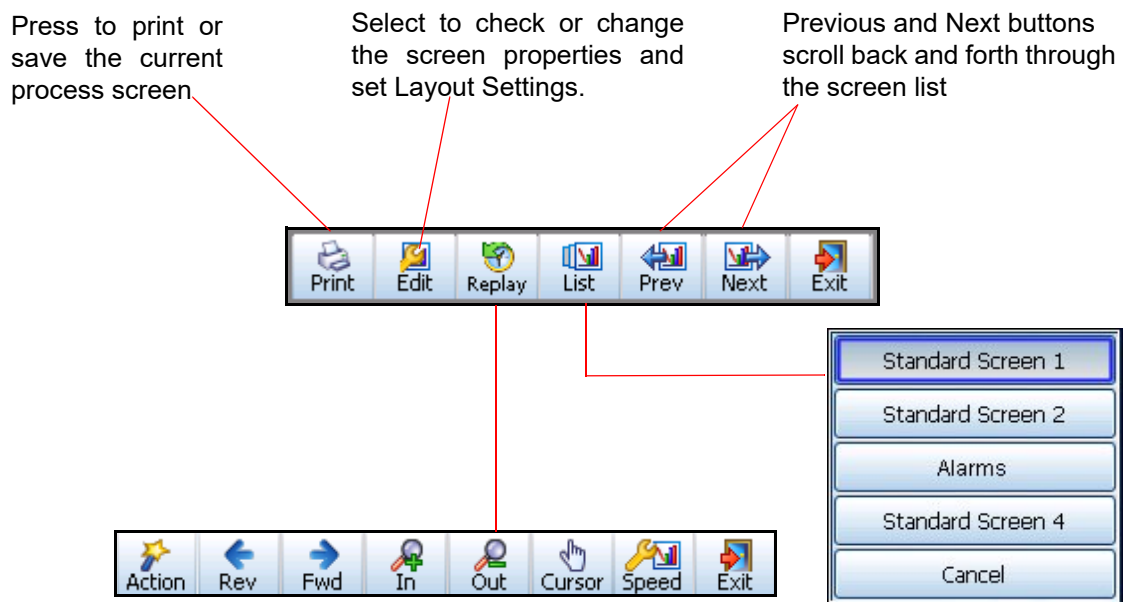 Press to print or
save the current
process screen
Select to check or change
the screen properties and
set Layout Settings.
Previous and Next buttons
scroll back and forth through
the screen list
Print Edit Replay List Prev Next Exit
Standard Screen 1
Standard Screen 2
Alarms
Standard Screen 4
Cancel
Action Rev Fwd In Out Cursor Speed Exit